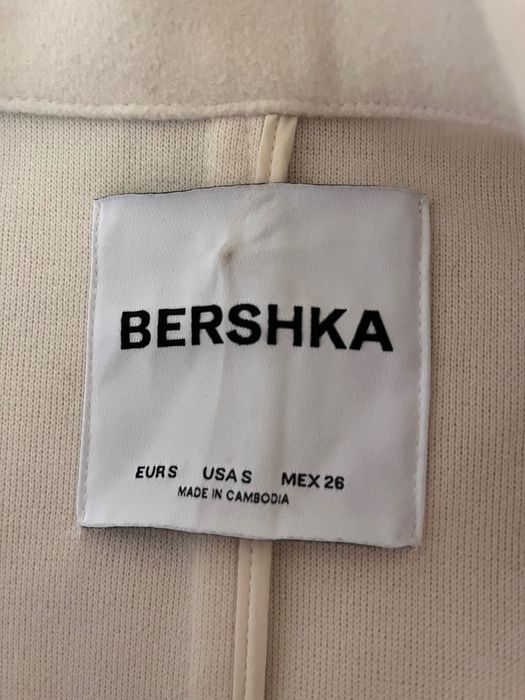 BERSHKA
EUR S USA S MEX 26
MADE IN CAMBODIA